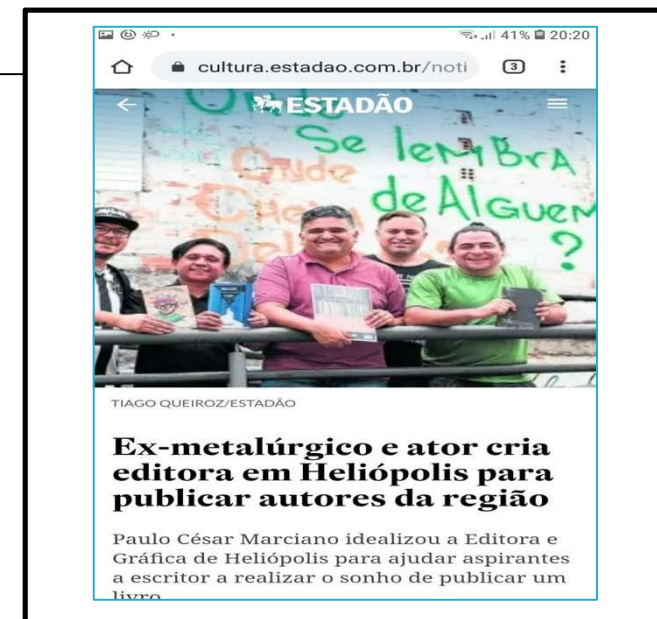 41% 20:20
cultura.estadao.com.br/noti 3
ESTADÃO
Se lemBrA
Onde
de AlGuem
?
TIAGO QUEIROZ/ESTADÃO
Ex-metalúrgico e ator cria
editora em Heliópolis para
publicar autores da região
Paulo César Marciano idealizou a Editora e
Gráfica de Heliópolis para ajudar aspirantes
a escritor a realizar o sonho de publicar um
livro